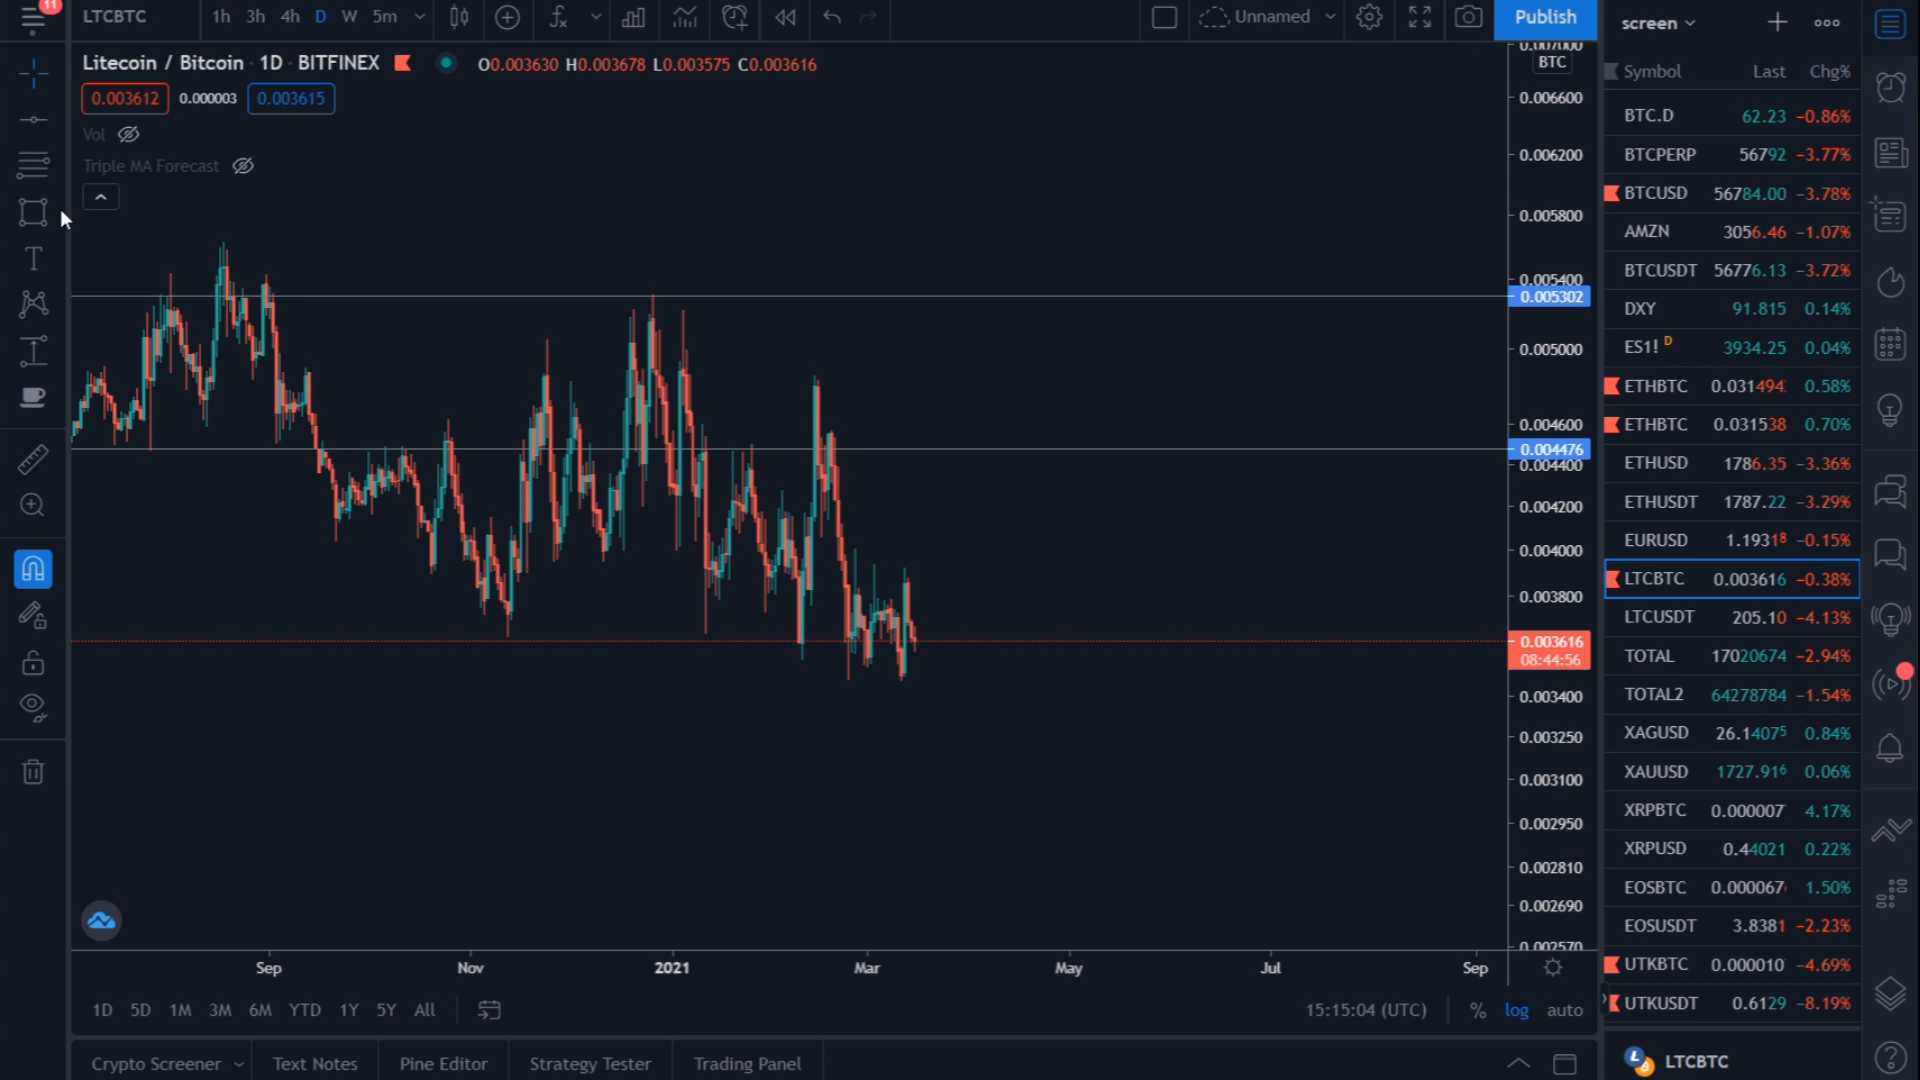 11
LTCBTC
1h 3h 4h D W 5m
Unnamed
Publish
screen
Litecoin / Bitcoin · 1D · BITFINEX
O0.003630 H0.003678 L0.003575 C0.003616
0.003612 0.000003 0.003615
Vol
Triple MA Forecast
T
0.007000
BTC
0.006600
0.006200
0.005800
0.005400
0.005302
0.005000
0.004600
0.004476
0.004400
0.004200
0.004000
0.003800
0.003616
08:44:56
0.003400
0.003250
0.003100
0.002950
0.002810
0.002690
0.002570
Sep Nov 2021 Mar May Jul Sep
1D 5D 1M 3M 6M YTD 1Y 5Y All
15:15:04 (UTC) % log auto
Crypto Screener Text Notes Pine Editor Strategy Tester Trading Panel
Symbol Last Chg%
BTC.D 62.23 −0.86%
BTCPERP 56792 −3.77%
BTCUSD 56784.00 −3.78%
AMZN 3056.46 −1.07%
BTCUSDT 56776.13 −3.72%
DXY 91.815 0.14%
ES1! D 3934.25 0.04%
ETHBTC 0.031494 0.58%
ETHBTC 0.031538 0.70%
ETHUSD 1786.35 −3.36%
ETHUSDT 1787.22 −3.29%
EURUSD 1.19318 −0.15%
LTCBTC 0.003616 −0.38%
LTCUSDT 205.10 −4.13%
TOTAL 17020674 −2.94%
TOTAL2 64278784 −1.54%
XAGUSD 26.14075 0.84%
XAUUSD 1727.916 0.06%
XRPBTC 0.000007 4.17%
XRPUSD 0.44021 0.22%
EOSBTC 0.000067 1.50%
EOSUSDT 3.8381 −2.23%
UTKBTC 0.000010 −4.69%
UTKUSDT 0.6129 −8.19%
LTCBTC